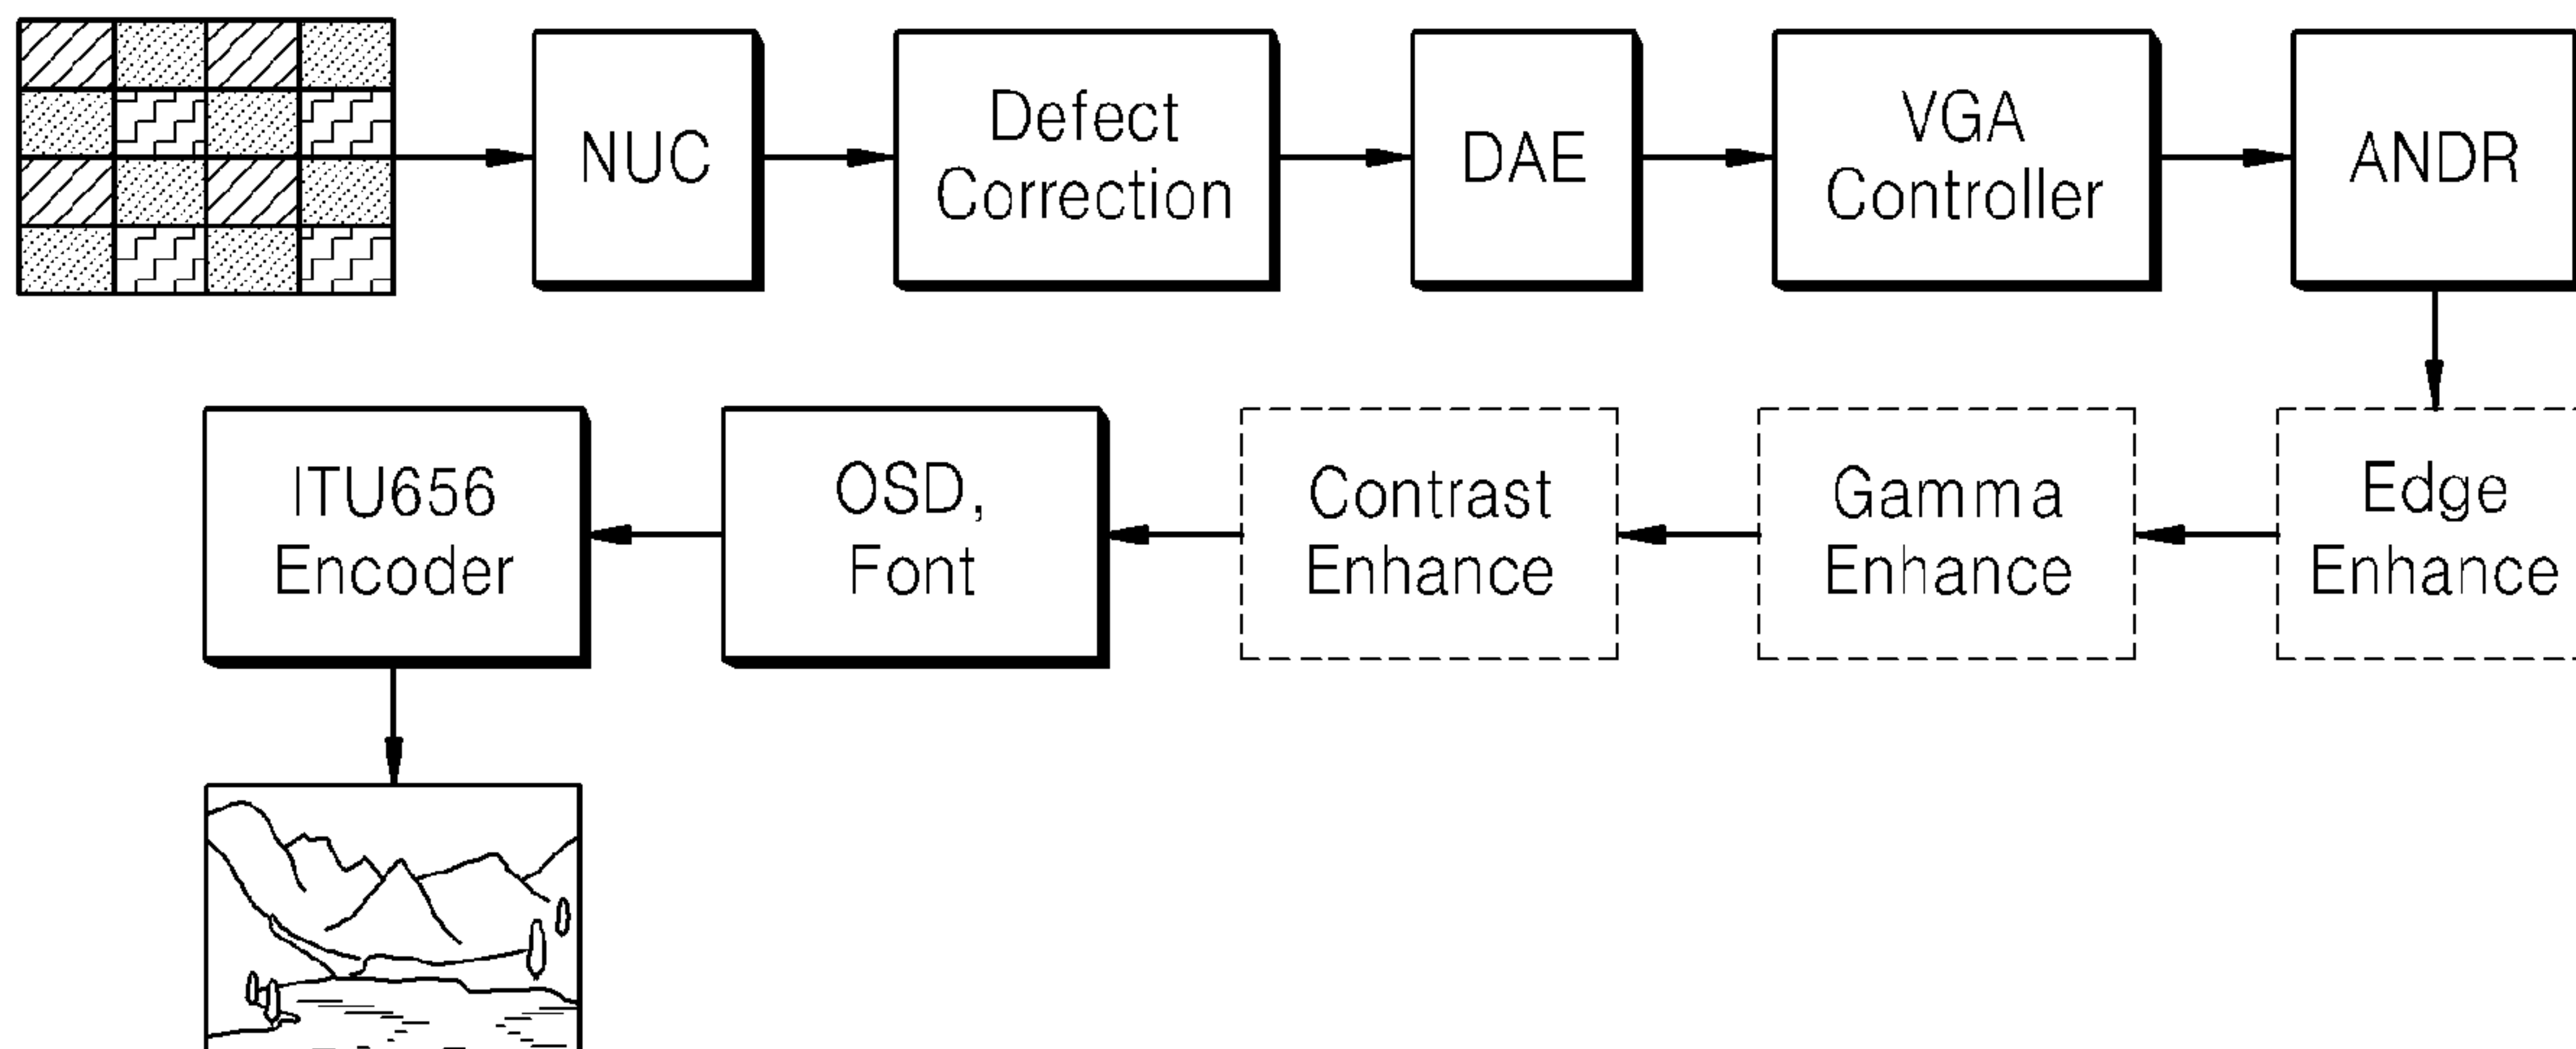 NUC
Defect
Correction
DAE
VGA
Controller
ANDR
ITU656
Encoder
OSD,
Font
Contrast
Enhance
Gamma
Enhance
Edge
Enhance